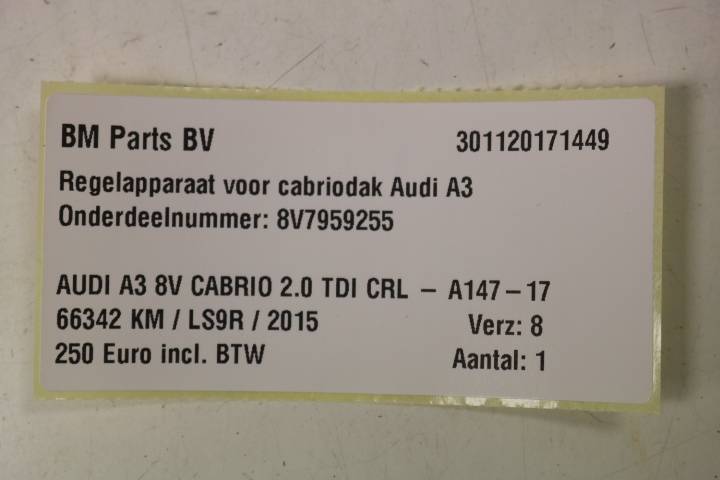 BM Parts BV 301120171449
Regelapparaat voor cabriodak Audi A3
Onderdeelnummer: 8V7959255
AUDI A3 8V CABRIO 2.0 TDI CRL - A147-17
66342 KM / LS9R / 2015 Verz: 8
250 Euro incl. BTW Aantal: 1